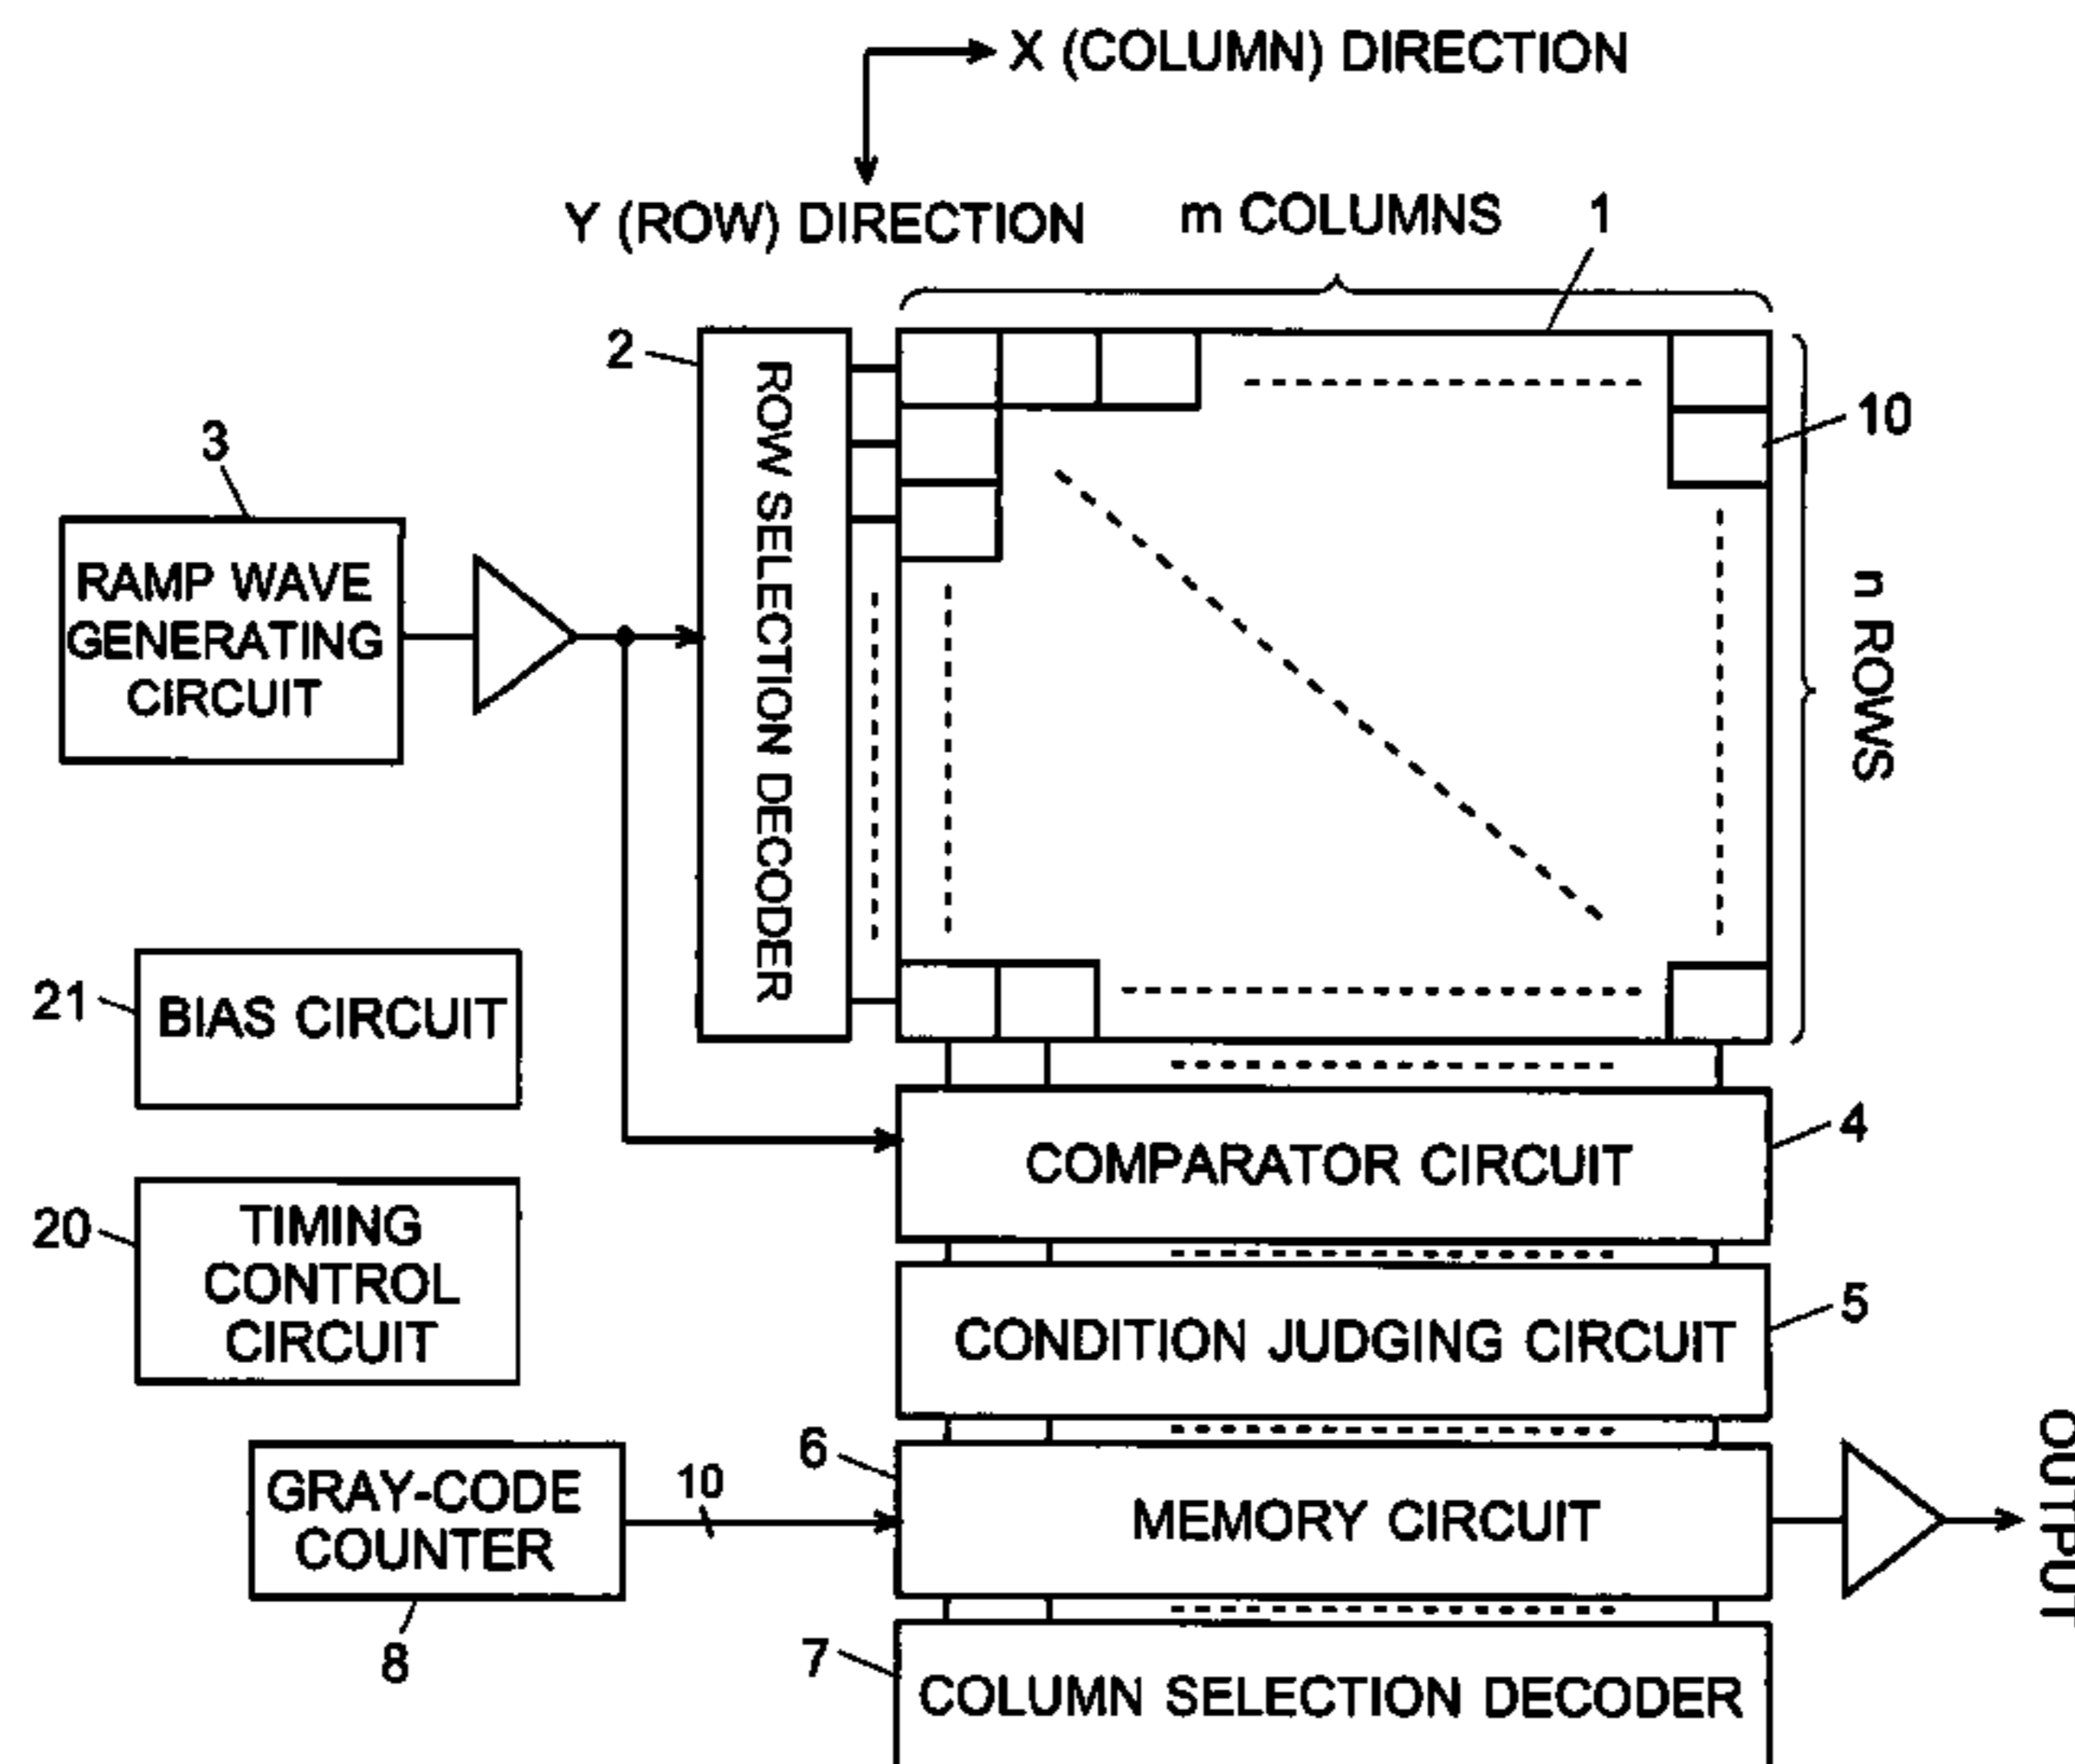 X (COLUMN) DIRECTION
Y (ROW) DIRECTION
m COLUMNS
1
2
ROW SELECTION DECODER
10
3
RAMP WAVE
GENERATING
CIRCUIT
n ROWS
21
BIAS CIRCUIT
4
COMPARATOR CIRCUIT
20
TIMING
CONTROL
CIRCUIT
5
CONDITION JUDGING CIRCUIT
6
10
GRAY-CODE
COUNTER
MEMORY CIRCUIT
OUTPUT
8
7
COLUMN SELECTION DECODER